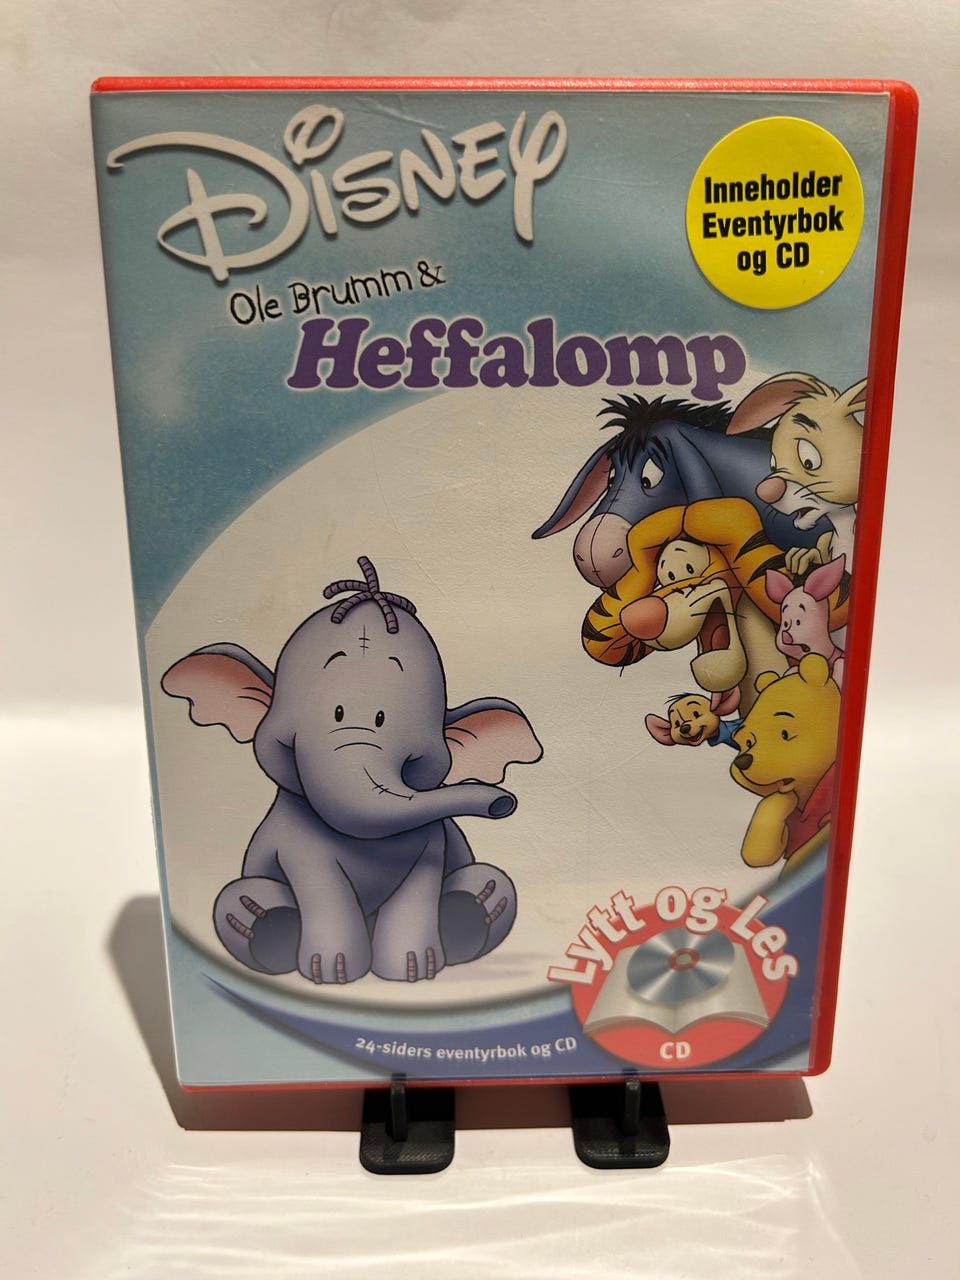 Disney
Inneholder
Eventyrbok
og CD
Ole Brumm &
Heffalomp
Lytt og Les
CD
24-siders eventyrbok og CD